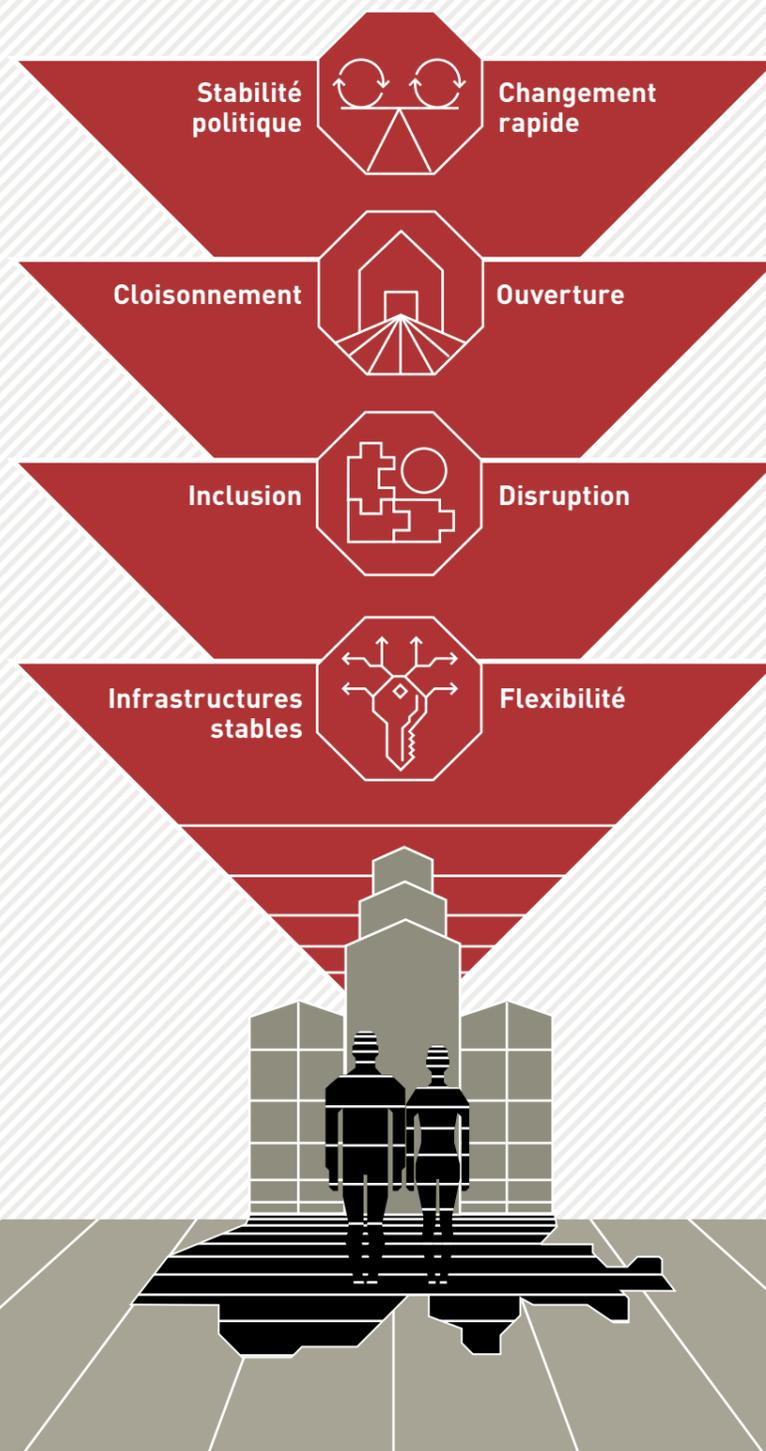 Stabilité
politique
Changement
rapide
Cloisonnement
Ouverture
Inclusion
Disruption
Infrastructures
stables
Flexibilité